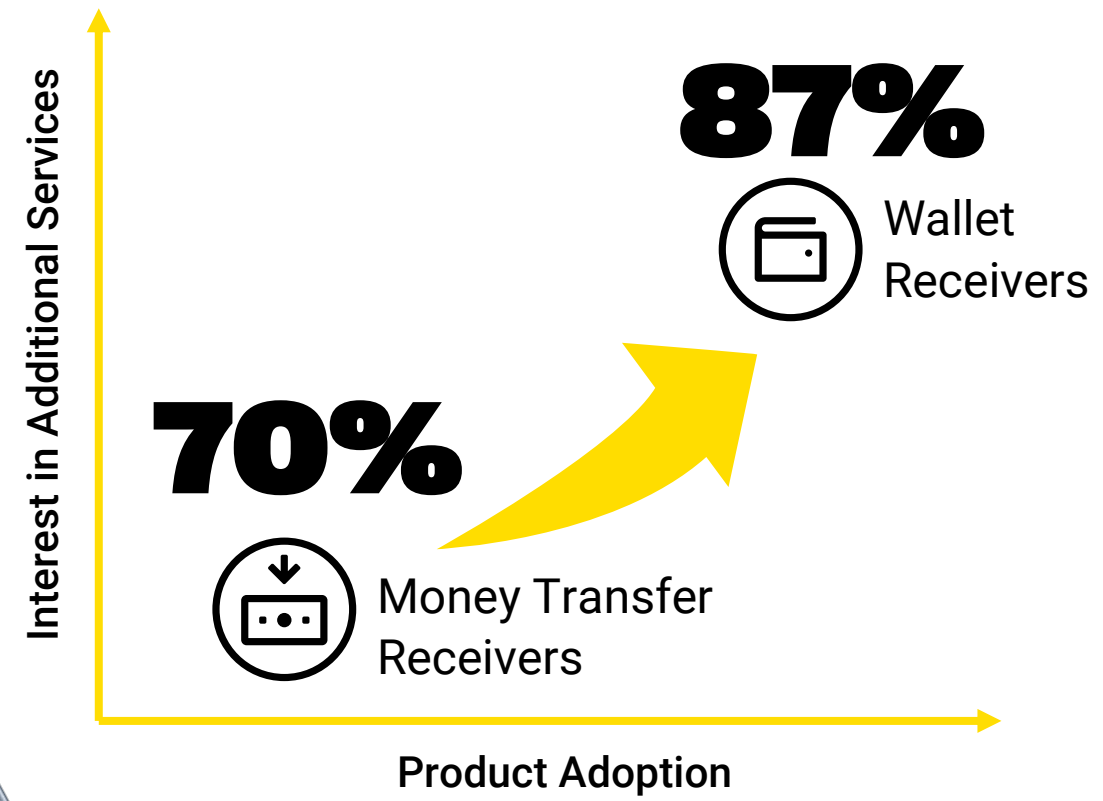 Interest in Additional Services
87%
Wallet
Receivers
70%
Money Transfer
Receivers
Product Adoption